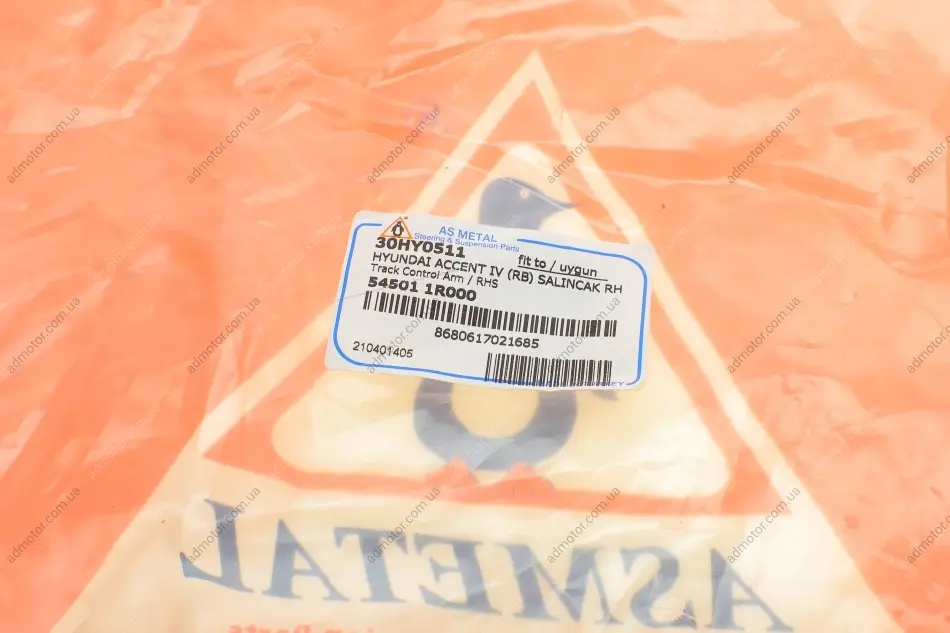 AS METAL
Steering & Suspension Parts
30HY0511
fit to / uygun
HYUNDAI ACCENT IV (RB) SALINCAK RH
Track Control Arm / RHS
54501 1R000
8680617021685
210401405
ASMETAL
admotor.com.ua